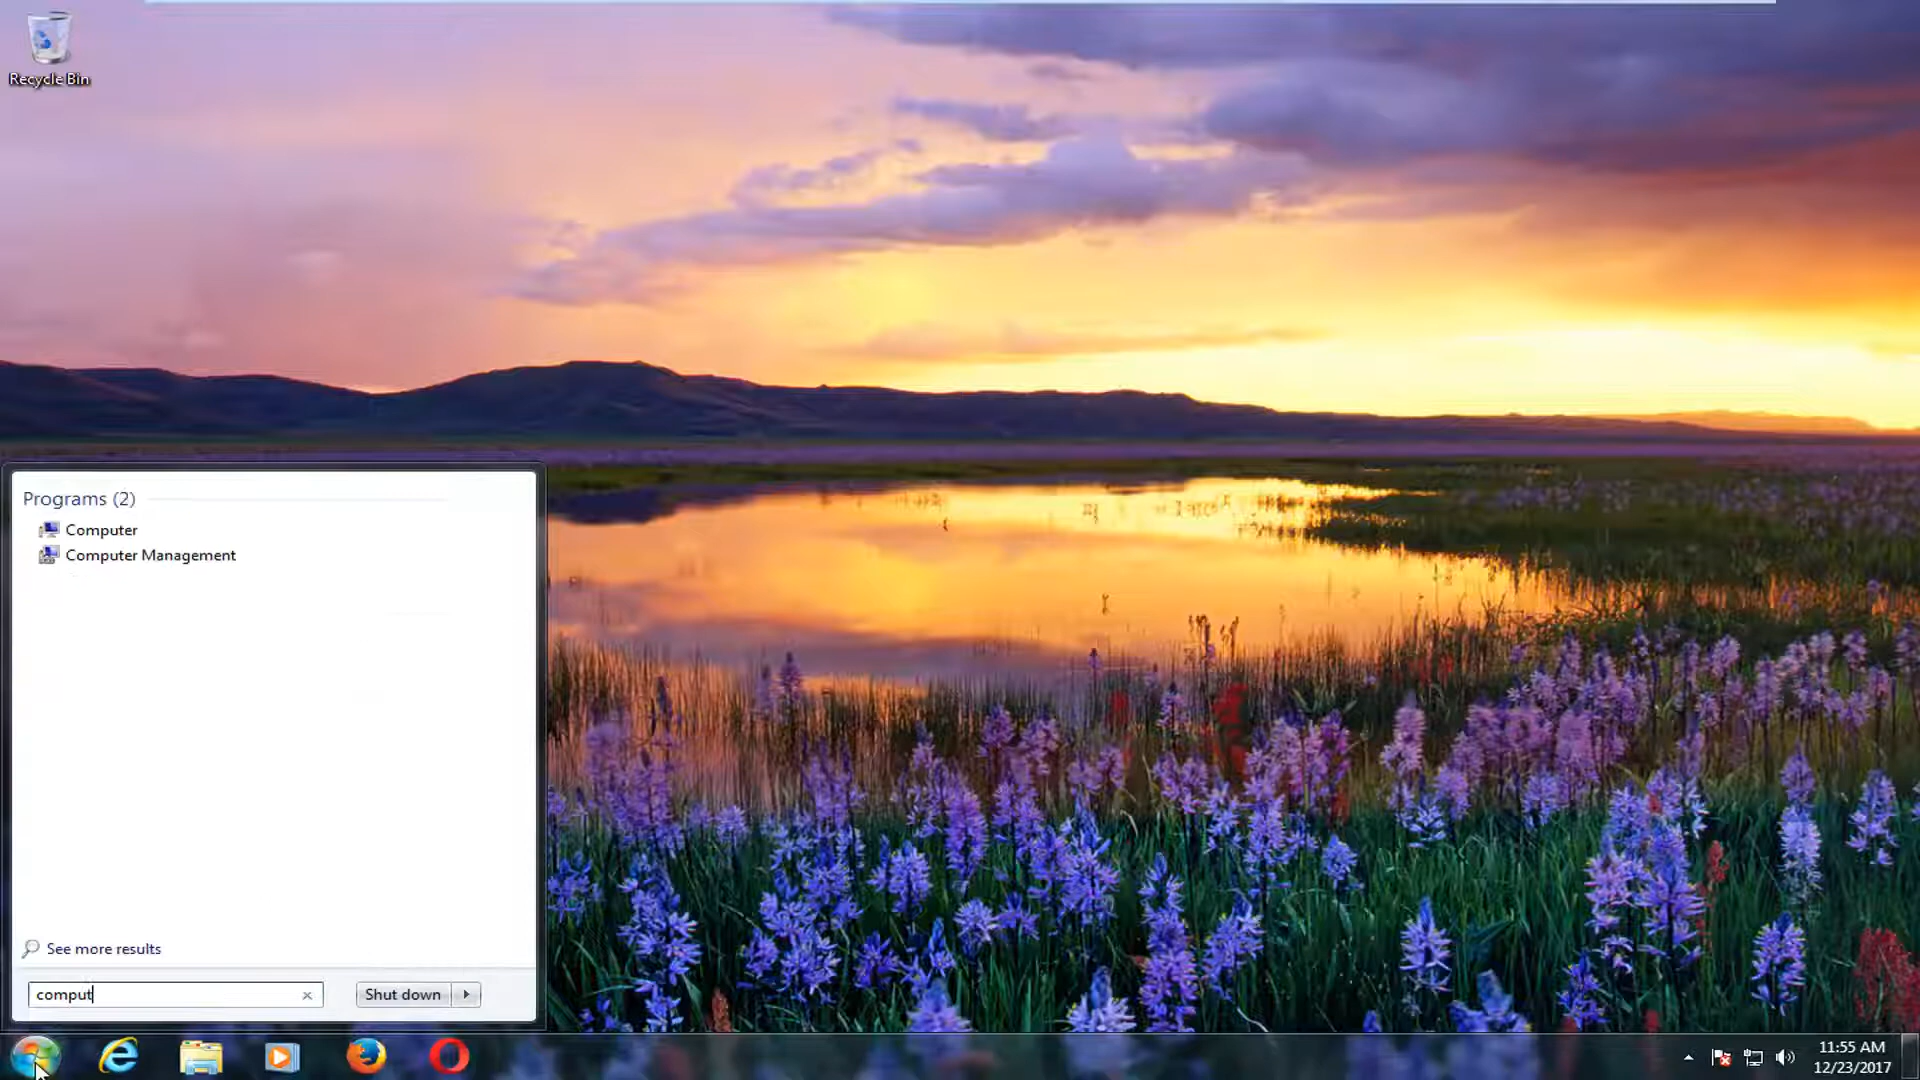 Recycle Bin
Programs (2)
Computer
Computer Management
See more results
comput
Shut down
11:55 AM
12/23/2017